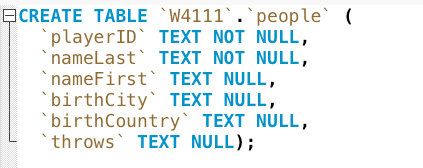 CREATE TABLE `W4111`.`people` (
`playerID` TEXT NOT NULL,
`nameLast` TEXT NOT NULL,
`nameFirst` TEXT NULL,
`birthCity` TEXT NULL,
`birthCountry` TEXT NULL,
`throws` TEXT NULL);